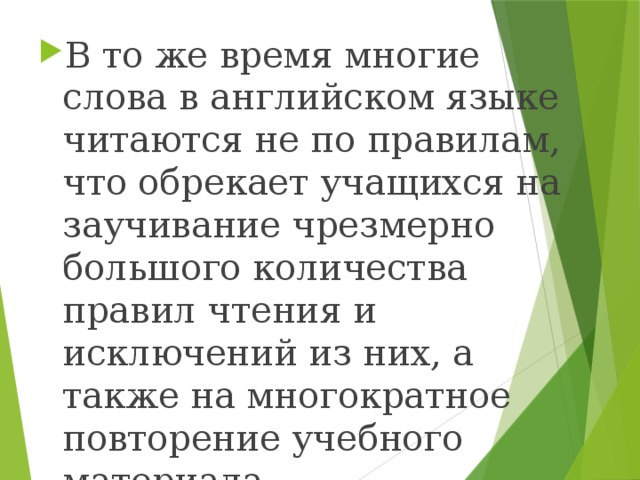 В то же время многие
слова в английском языке
читаются не по правилам,
что обрекает учащихся на
заучивание чрезмерно
большого количества
правил чтения и
исключений из них, а
также на многократное
повторение учебного
материала